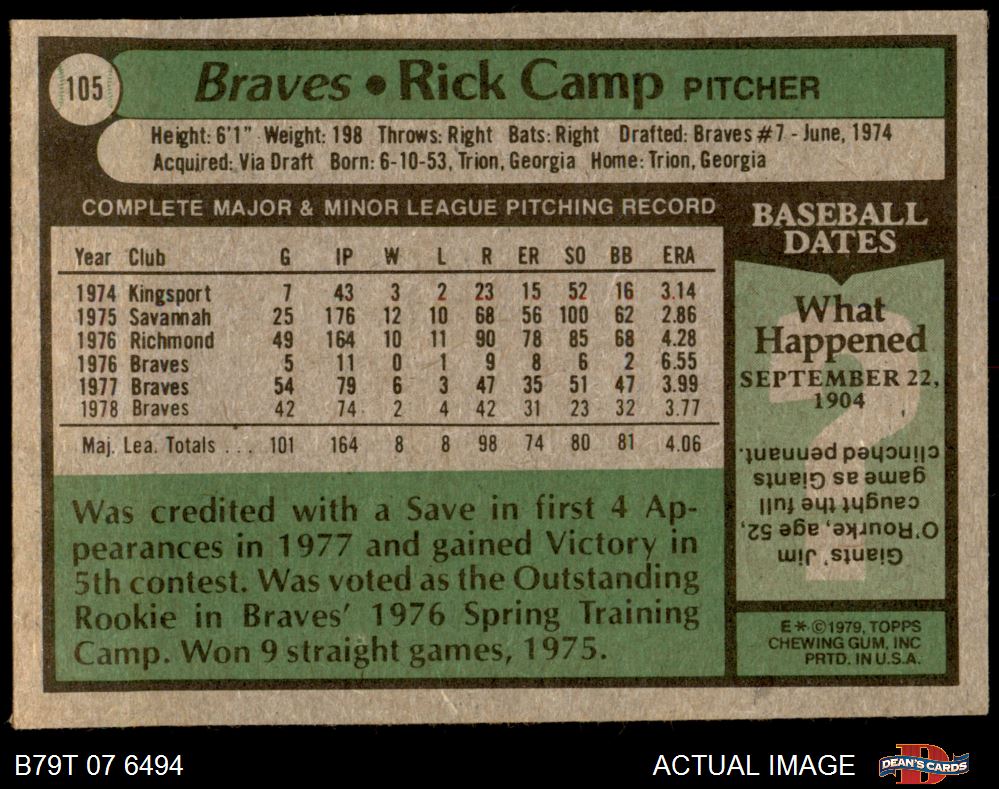 105
Braves • Rick Camp PITCHER
Height: 6'1" Weight: 198 Throws: Right Bats: Right Drafted: Braves #7 - June, 1974
Acquired: Via Draft Born: 6-10-53, Trion, Georgia Home: Trion, Georgia
COMPLETE MAJOR & MINOR LEAGUE PITCHING RECORD
Year Club G IP W L R ER SO BB ERA
1974 Kingsport 7 43 3 2 23 15 52 16 3.14
1975 Savannah 25 176 12 10 68 56 100 62 2.86
1976 Richmond 49 164 10 11 90 78 85 68 4.28
1976 Braves 5 11 0 1 9 8 6 2 6.55
1977 Braves 54 79 6 3 47 35 51 47 3.99
1978 Braves 42 74 2 4 42 31 23 32 3.77
Maj. Lea. Totals . . . 101 164 8 8 98 74 80 81 4.06
Was credited with a Save in first 4 Ap-
pearances in 1977 and gained Victory in
5th contest. Was voted as the Outstanding
Rookie in Braves' 1976 Spring Training
Camp. Won 9 straight games, 1975.
BASEBALL
DATES
What
Happened
SEPTEMBER 22,
1904
Giants' Jim
O'Rourke, age 52,
caught the full
game as Giants
clinched pennant.
E*©1979, TOPPS
CHEWING GUM, INC
PRTD. IN U.S.A.
B79T 07 6494
ACTUAL IMAGE
D
DEAN'S CARDS